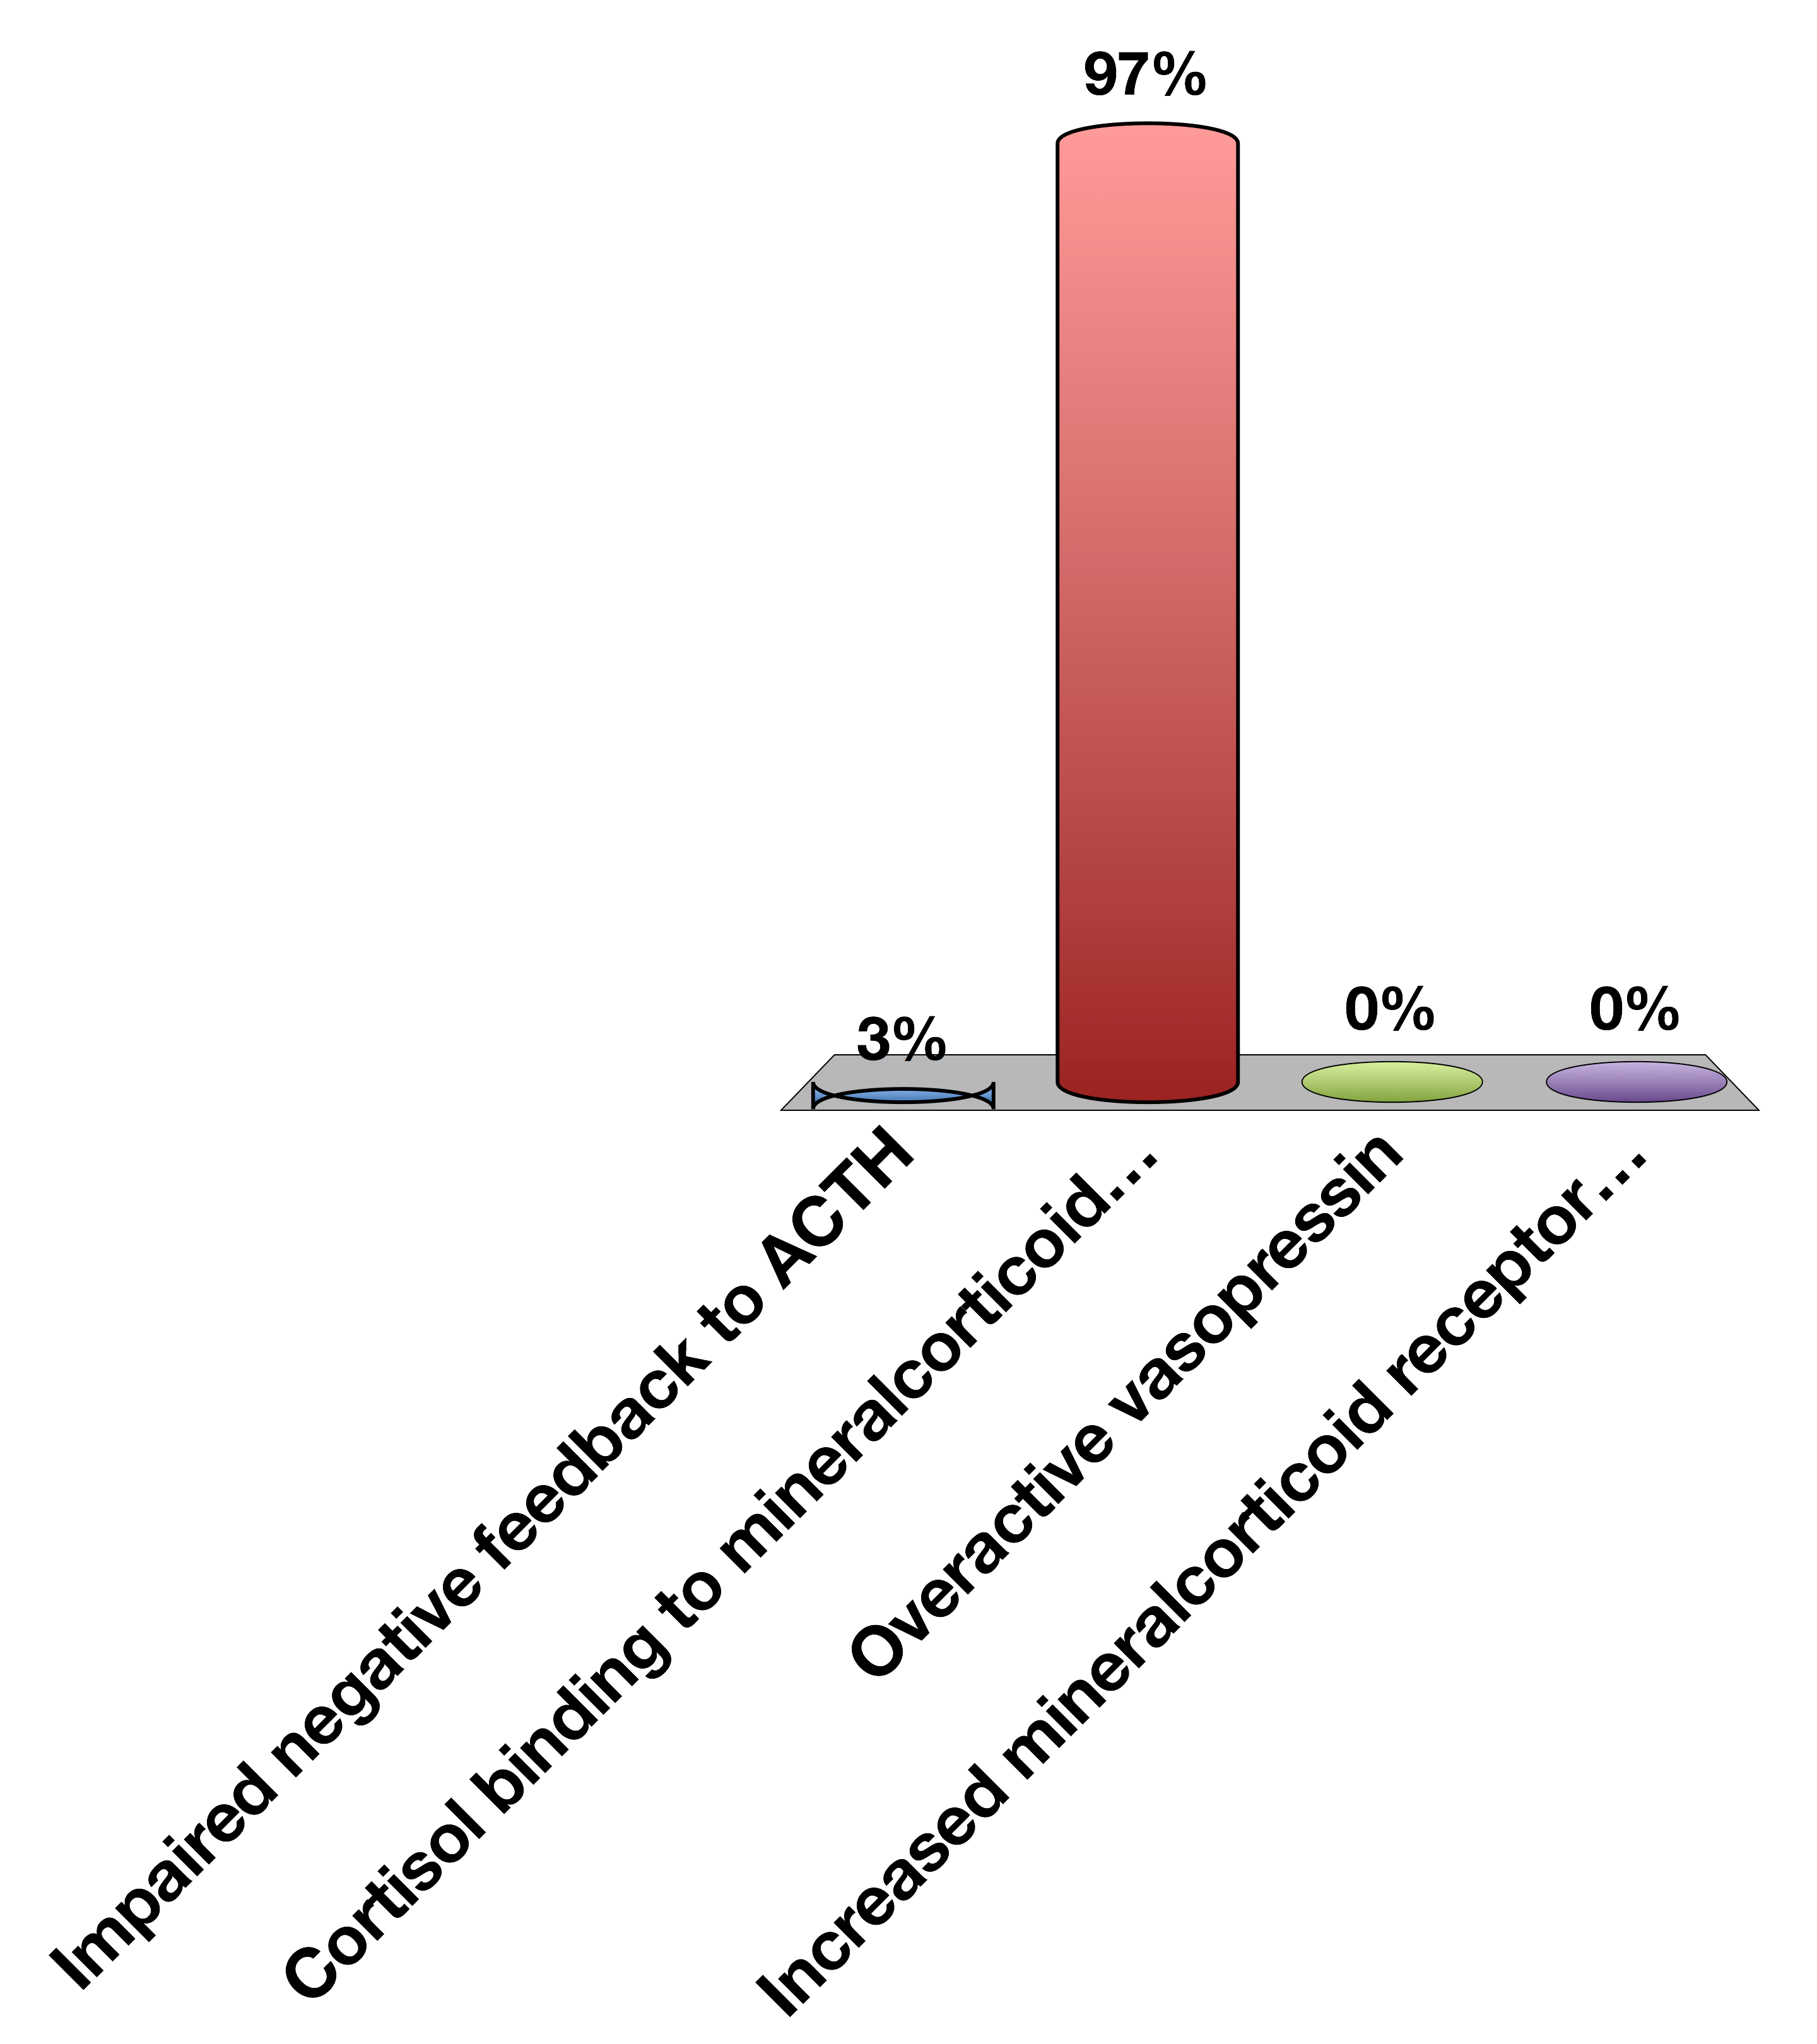 97%
3%
0%
0%
Impaired negative feedback to ACTH
Cortisol binding to mineralcorticoid…
Overactive vasopressin
Increased mineralcorticoid receptor…